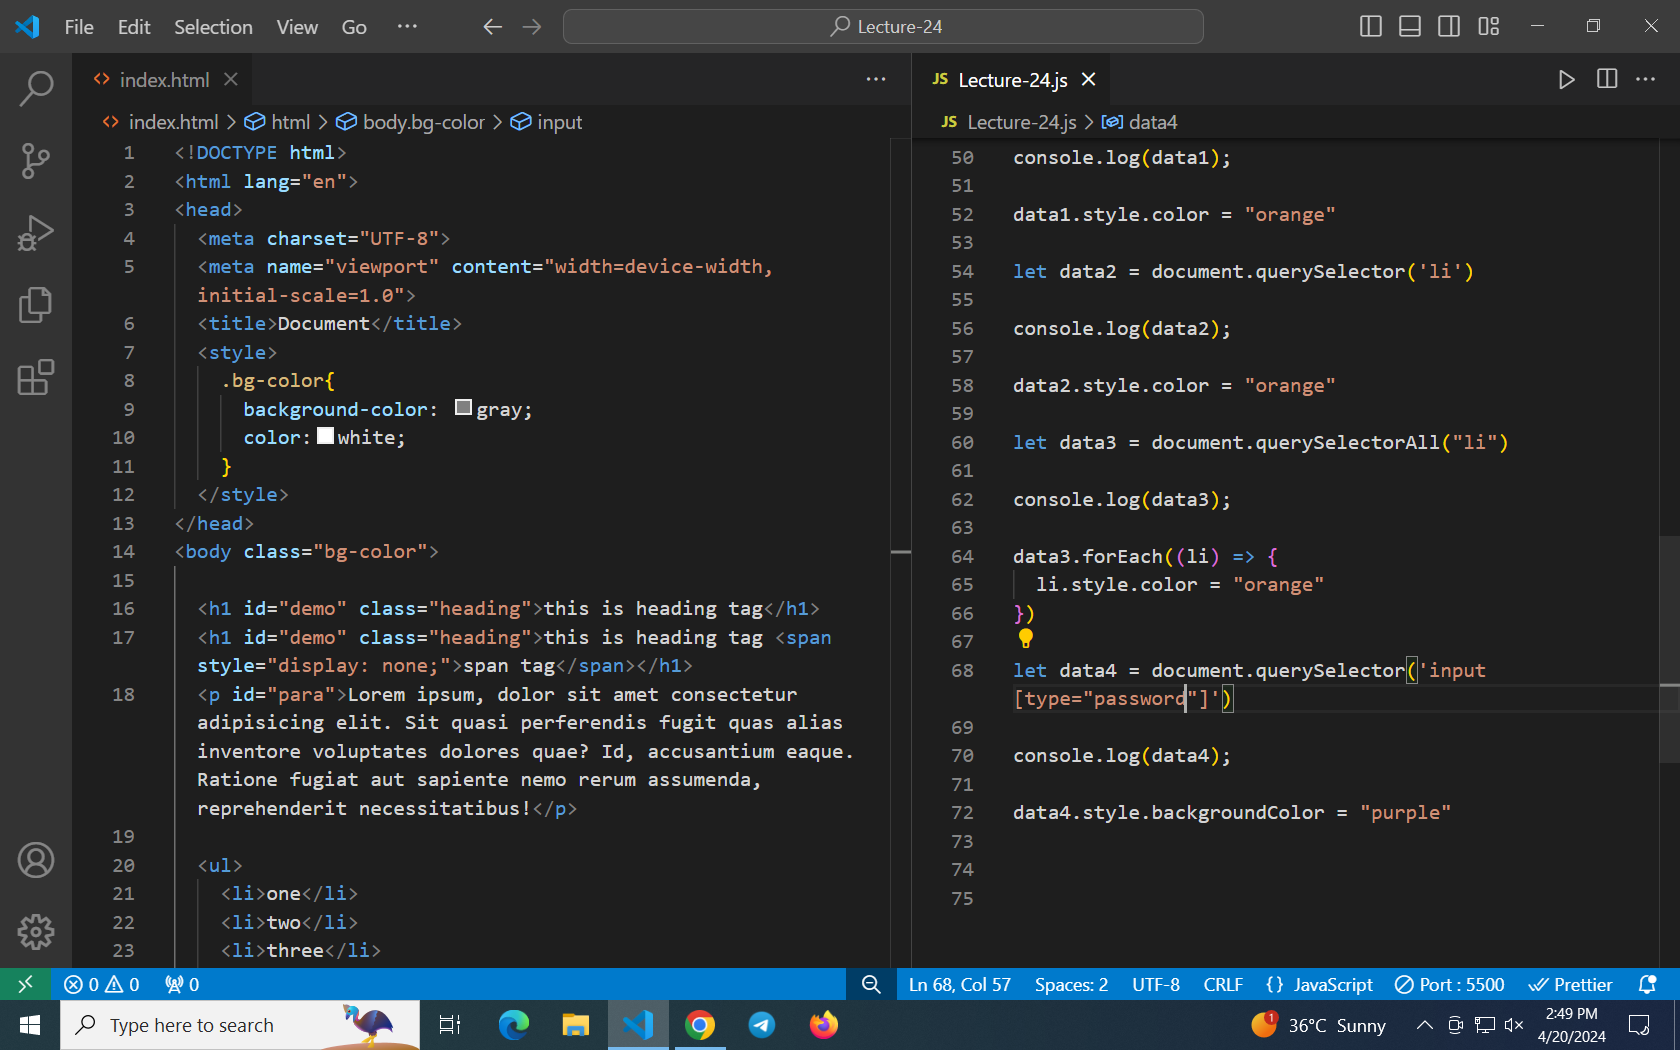 File Edit Selection View Go ··· ← → Lecture-24
index.html ×
···
JS Lecture-24.js ×
···
index.html > html > body.bg-color > input
JS Lecture-24.js > data4
1 <!DOCTYPE html>
2 <html lang="en">
3 <head>
4 <meta charset="UTF-8">
5 <meta name="viewport" content="width=device-width,
initial-scale=1.0">
6 <title>Document</title>
7 <style>
8 .bg-color{
9 background-color: gray;
10 color: white;
11 }
12 </style>
13 </head>
14 <body class="bg-color">
15
16 <h1 id="demo" class="heading">this is heading tag</h1>
17 <h1 id="demo" class="heading">this is heading tag <span
style="display: none;">span tag</span></h1>
18 <p id="para">Lorem ipsum, dolor sit amet consectetur
adipisicing elit. Sit quasi perferendis fugit quas alias
inventore voluptates dolores quae? Id, accusantium eaque.
Ratione fugiat aut sapiente nemo rerum assumenda,
reprehenderit necessitatibus!</p>
19
20 <ul>
21 <li>one</li>
22 <li>two</li>
23 <li>three</li>
50 console.log(data1);
51
52 data1.style.color = "orange"
53
54 let data2 = document.querySelector('li')
55
56 console.log(data2);
57
58 data2.style.color = "orange"
59
60 let data3 = document.querySelectorAll("li")
61
62 console.log(data3);
63
64 data3.forEach((li) => {
65 li.style.color = "orange"
66 })
67
68 let data4 = document.querySelector('input
[type="password"]')
69
70 console.log(data4);
71
72 data4.style.backgroundColor = "purple"
73
74
75
0 0 0 Ln 68, Col 57 Spaces: 2 UTF-8 CRLF {} JavaScript Port : 5500 Prettier
Type here to search
1 36°C Sunny
2:49 PM
4/20/2024